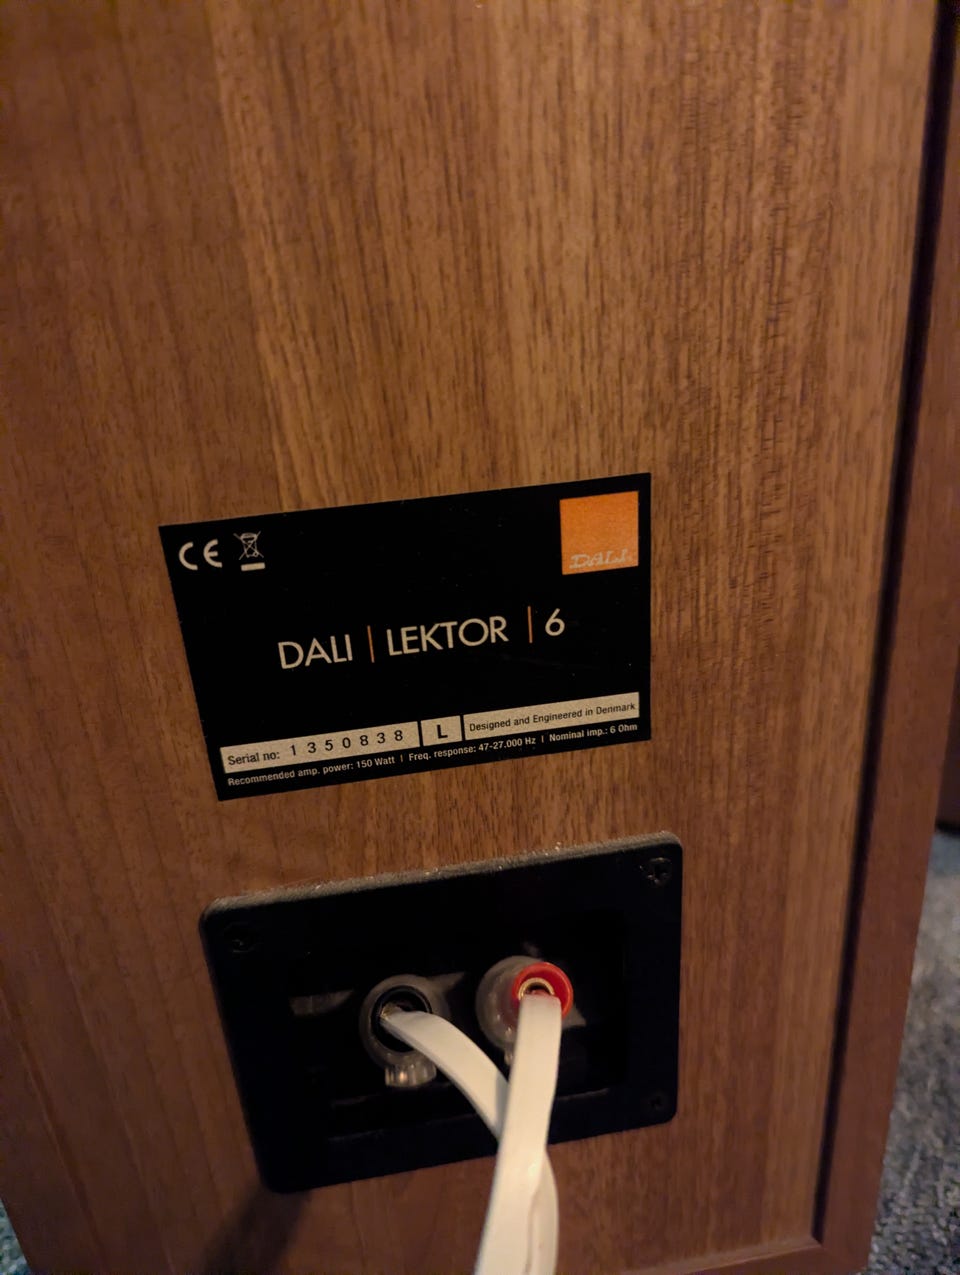 CE
DALI
DALI | LEKTOR | 6
Serial no: 1350838 L Designed and Engineered in Denmark
Recommended amp. power: 150 Watt | Freq. response: 47-27.000 Hz | Nominal imp.: 6 Ohm